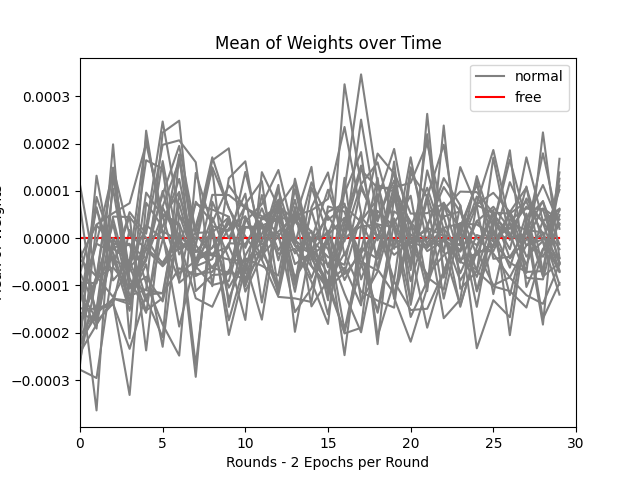 Mean of Weights over Time
normal
free
0.0003
0.0002
0.0001
0.0000
−0.0001
−0.0002
−0.0003
0 5 10 15 20 25 30
Rounds - 2 Epochs per Round